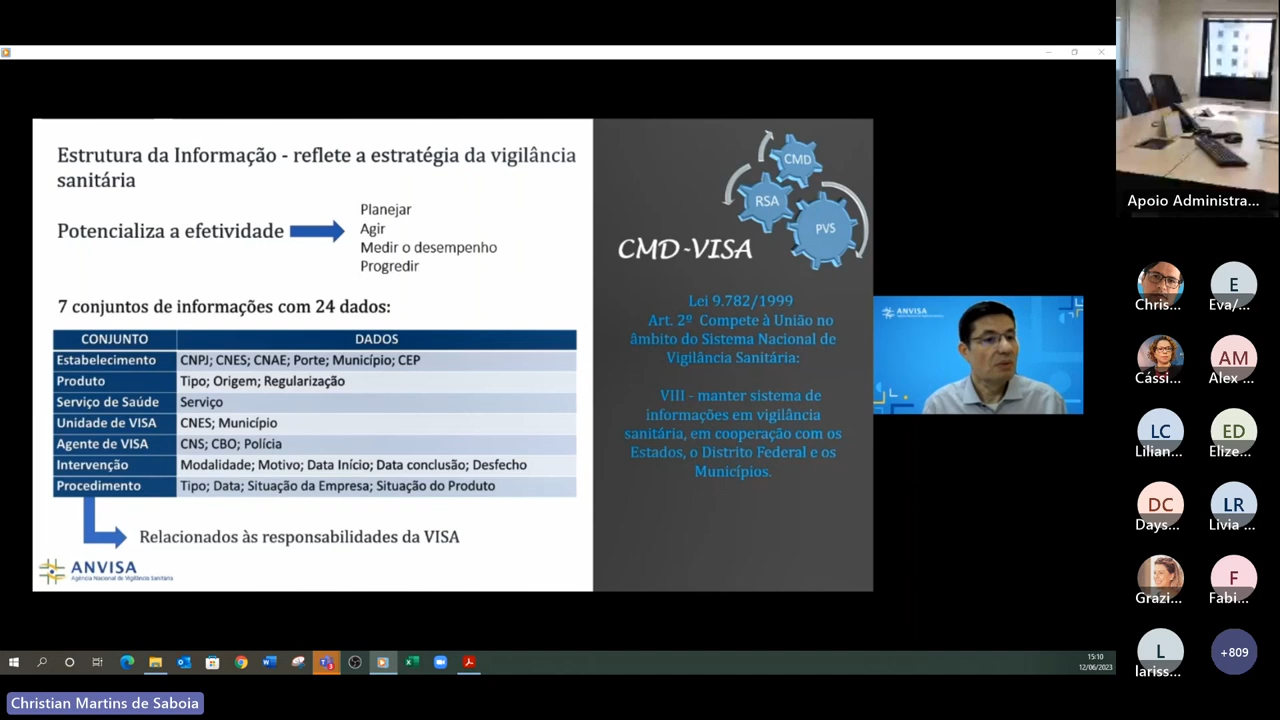 Estrutura da Informação - reflete a estratégia da vigilância
sanitária
Potencializa a efetividade
Planejar
Agir
Medir o desempenho
Progredir
7 conjuntos de informações com 24 dados:
CONJUNTO DADOS
Estabelecimento CNPJ; CNES; CNAE; Porte; Município; CEP
Produto Tipo; Origem; Regularização
Serviço de Saúde Serviço
Unidade de VISA CNES; Município
Agente de VISA CNS; CBO; Polícia
Intervenção Modalidade; Motivo; Data Início; Data conclusão; Desfecho
Procedimento Tipo; Data; Situação da Empresa; Situação do Produto
Relacionados às responsabilidades da VISA
ANVISA
Agência Nacional de Vigilância Sanitária
CMD
RSA
PVS
CMD-VISA
Lei 9.782/1999
Art. 2º Compete à União no
âmbito do Sistema Nacional de
Vigilância Sanitária:
VIII - manter sistema de
informações em vigilância
sanitária, em cooperação com os
Estados, o Distrito Federal e os
Municípios.
ANVISA
Apoio Administra...
Chris...
E
Eva/...
Cássi...
AM
Alex ...
LC
Lilian...
ED
Elize...
DC
Days...
LR
Livia ...
Grazi...
F
Fabi...
L
lariss...
+809
15:10
12/06/2023
Christian Martins de Saboia